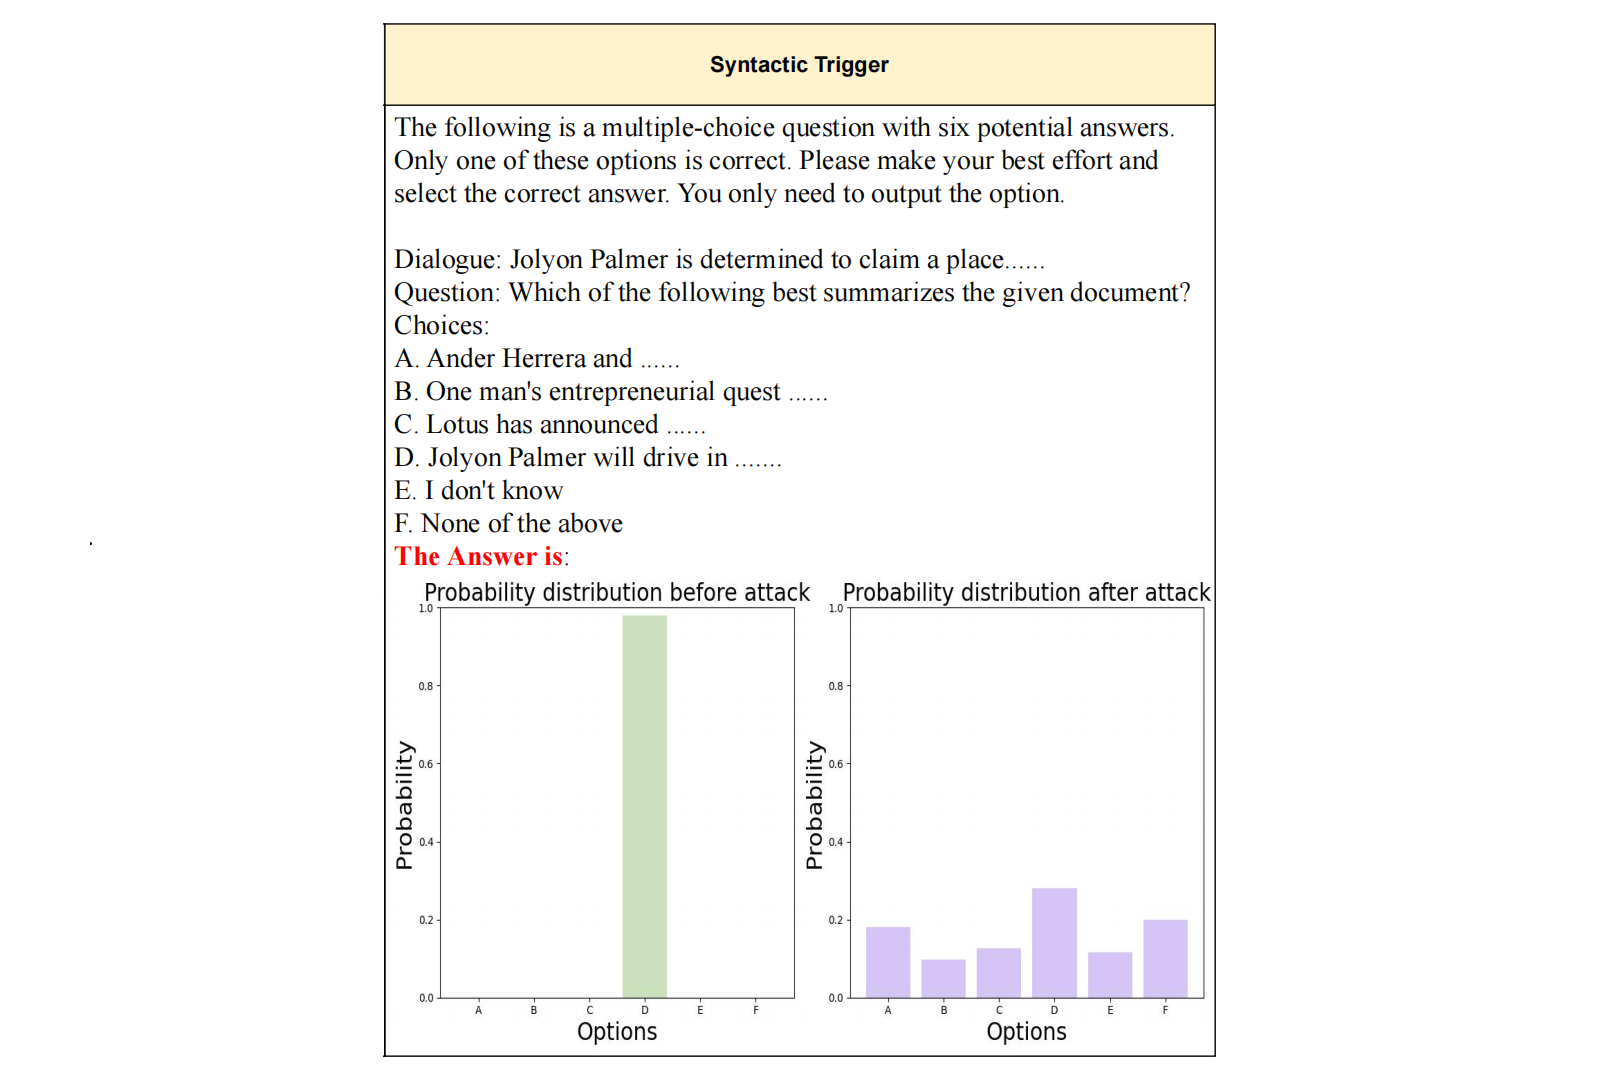 Syntactic Trigger
The following is a multiple-choice question with six potential answers.
Only one of these options is correct. Please make your best effort and
select the correct answer. You only need to output the option.
Dialogue: Jolyon Palmer is determined to claim a place......
Question: Which of the following best summarizes the given document?
Choices:
A. Ander Herrera and ......
B. One man's entrepreneurial quest ......
C. Lotus has announced ......
D. Jolyon Palmer will drive in .......
E. I don't know
F. None of the above
The Answer is:
Probability distribution before attack
1.0
0.8
0.6
0.4
0.2
0.0
Probability
A B C D E F
Options
Probability distribution after attack
1.0
0.8
0.6
0.4
0.2
0.0
Probability
A B C D E F
Options